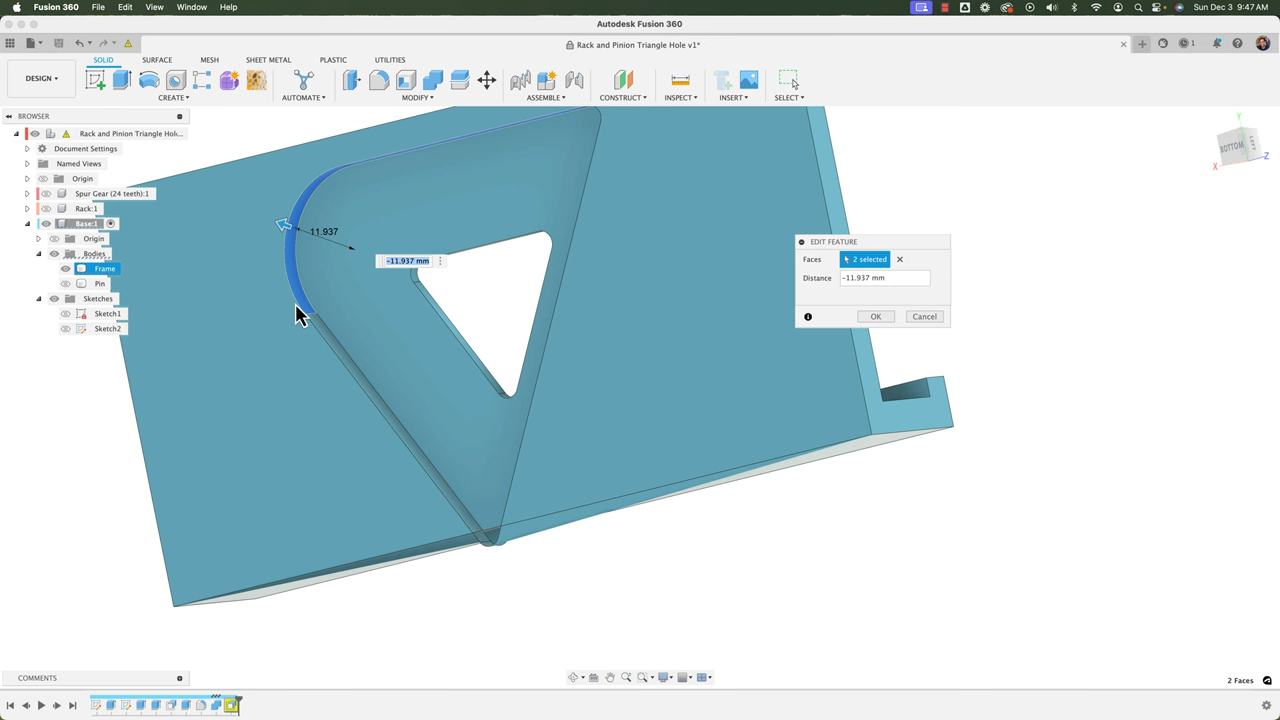 Fusion 360 File Edit View Window Help Sun Dec 3 9:47 AM
Autodesk Fusion 360
Rack and Pinion Triangle Hole v1* 1
SOLID SURFACE MESH SHEET METAL PLASTIC UTILITIES
DESIGN
CREATE AUTOMATE MODIFY ASSEMBLE CONSTRUCT INSPECT INSERT SELECT
BROWSER
Rack and Pinion Triangle Hol...
Document Settings
Named Views
Origin
Spur Gear (24 teeth):1
Rack:1
Base:1
Origin
Bodies
Frame
Pin
Sketches
Sketch1
Sketch2
11.937
-11.937 mm
EDIT FEATURE
Faces 2 selected
Distance -11.937 mm
OK Cancel
BOTTOM LEFT
Y
X
Z
COMMENTS
2 Faces